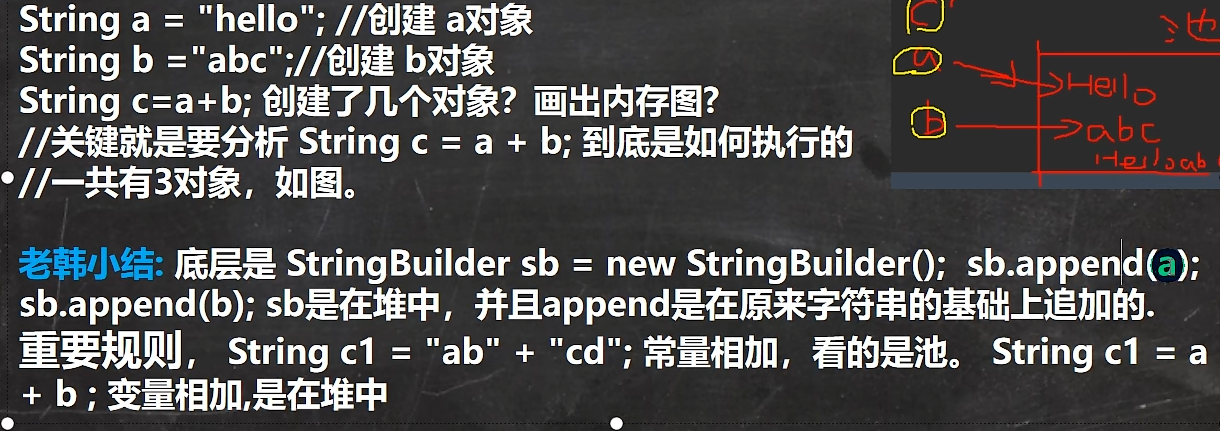 String a = "hello"; //创建 a对象
String b ="abc";//创建 b对象
String c=a+b; 创建了几个对象？画出内存图？
//关键就是要分析 String c = a + b; 到底是如何执行的
//一共有3对象，如图。
老韩小结: 底层是 StringBuilder sb = new StringBuilder(); sb.append(a);
sb.append(b); sb是在堆中，并且append是在原来字符串的基础上追加的.
重要规则， String c1 = "ab" + "cd"; 常量相加，看的是池。 String c1 = a
+ b ; 变量相加,是在堆中
c
池
a
Hello
b
abc
Helloab